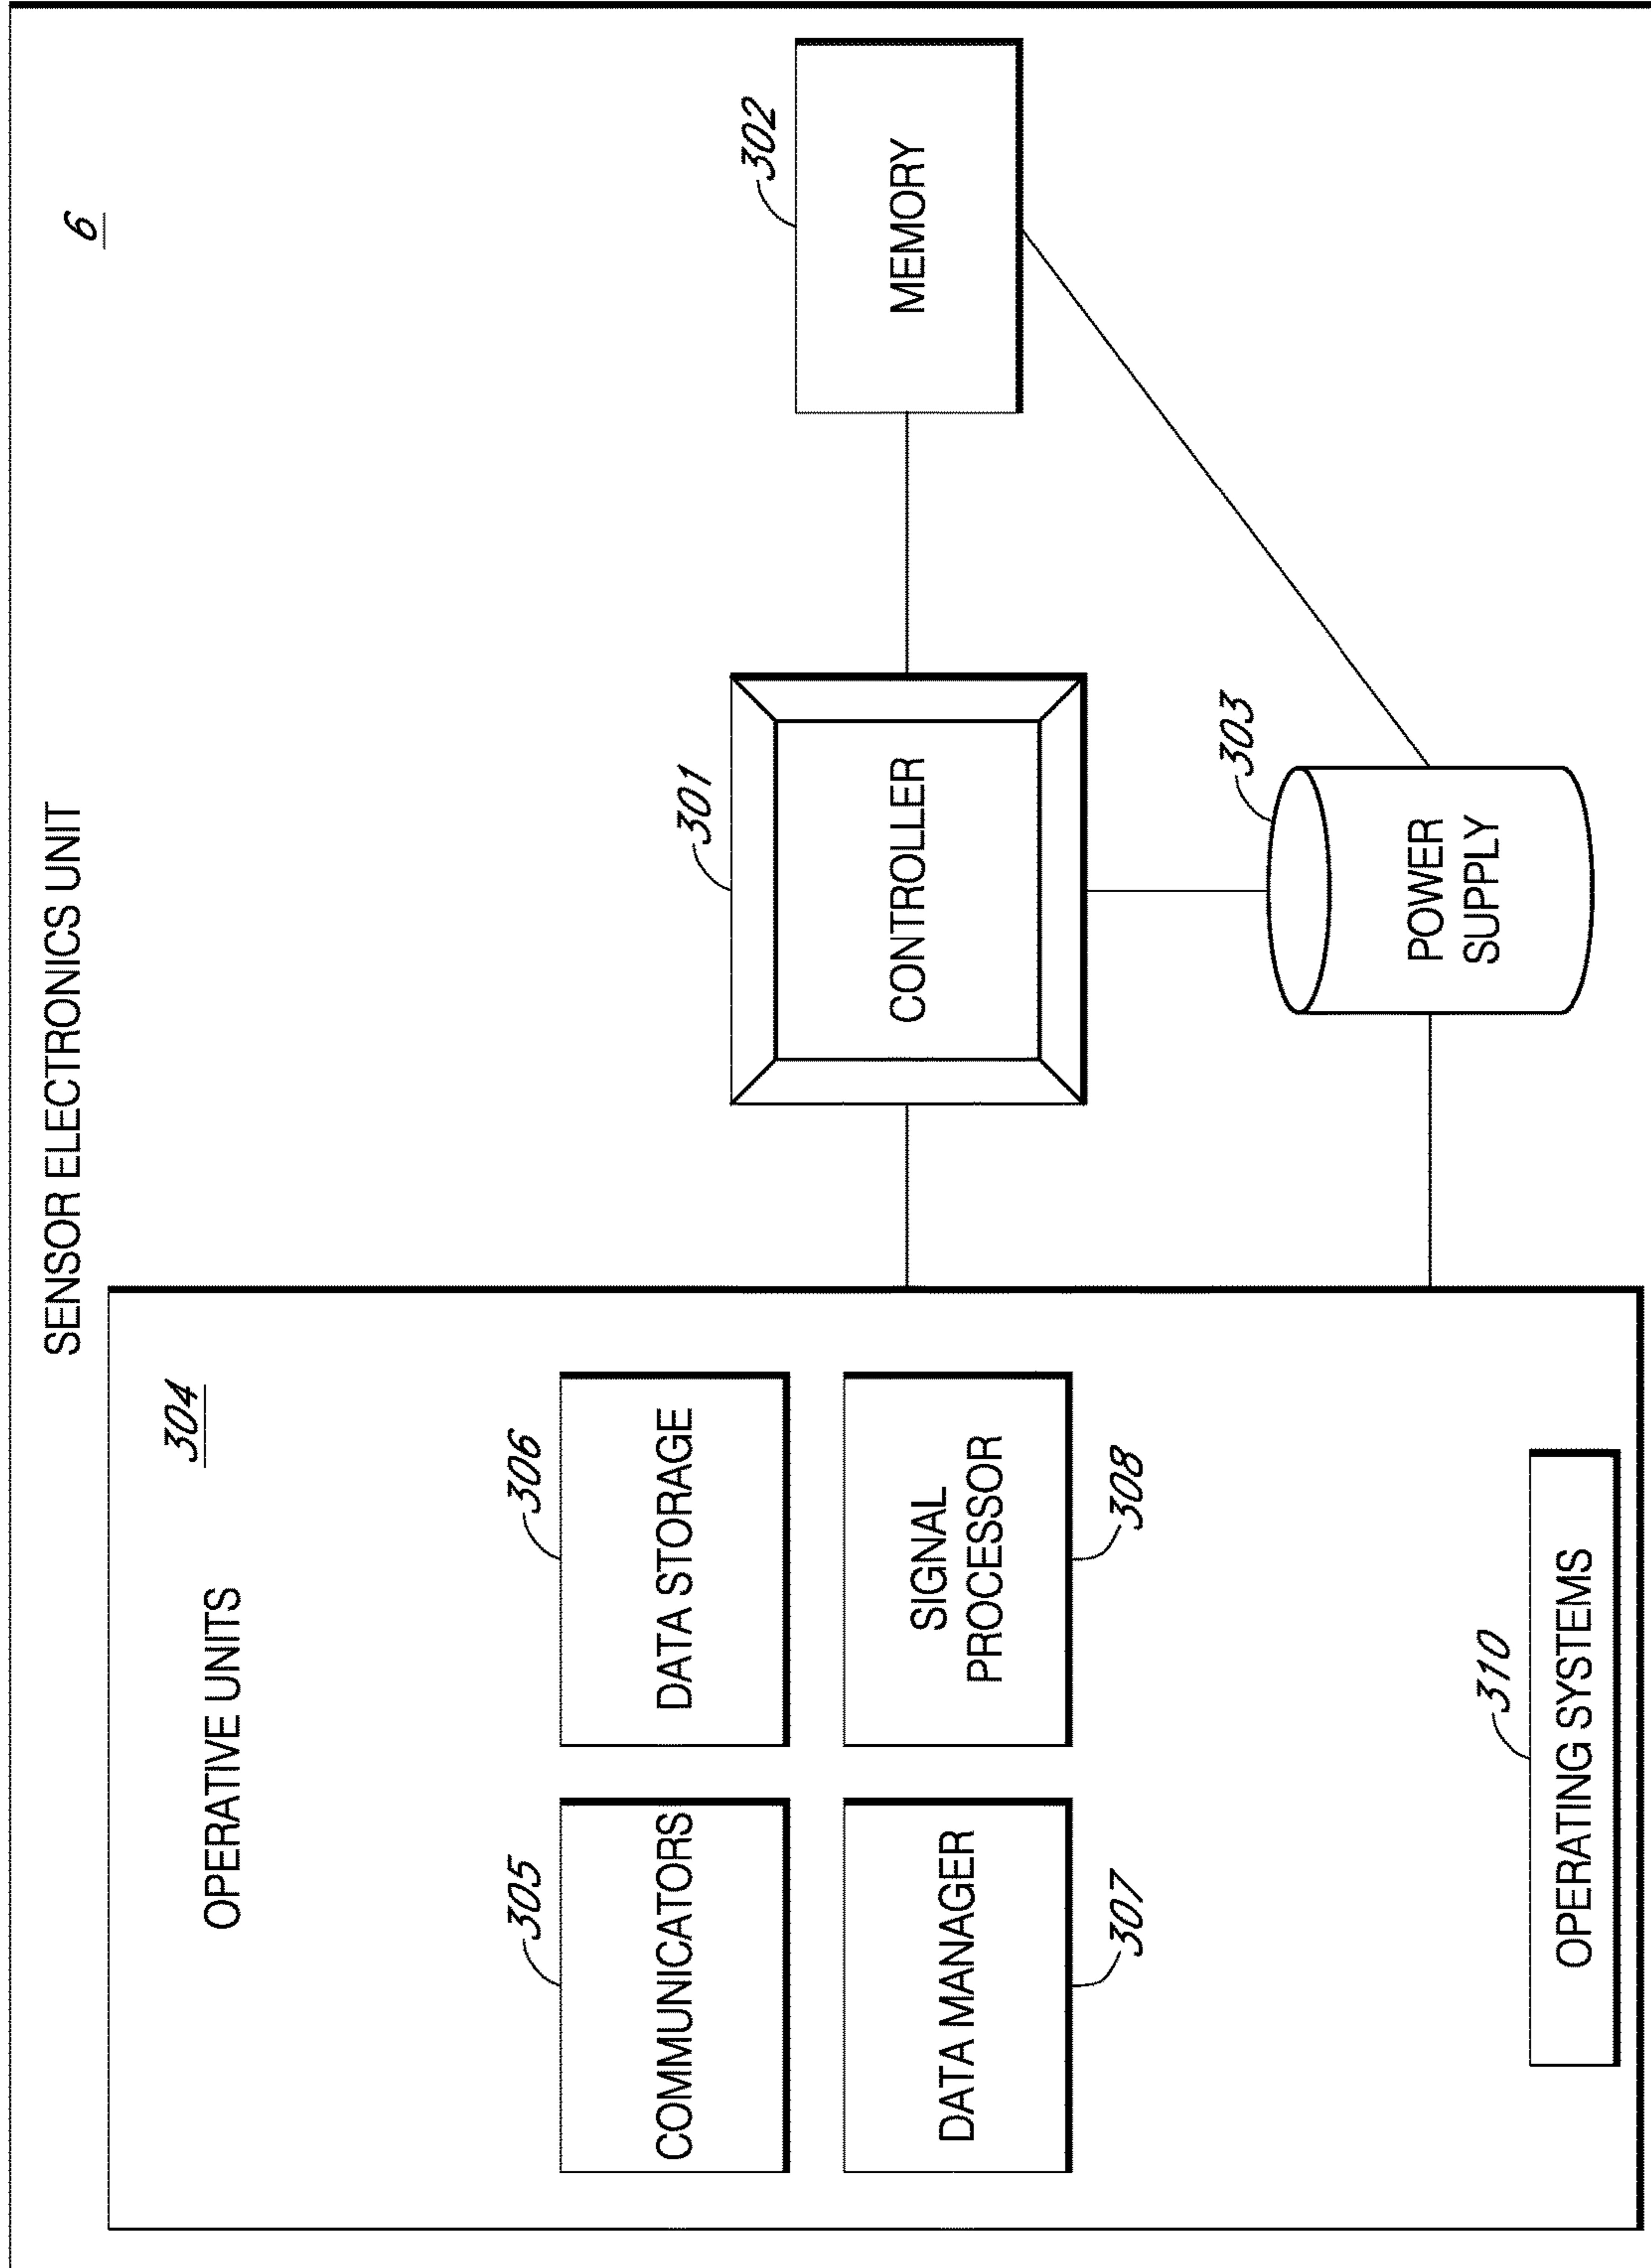 SENSOR ELECTRONICS UNIT
6
OPERATIVE UNITS
304
305
COMMUNICATORS
306
DATA STORAGE
DATA MANAGER
307
SIGNAL
PROCESSOR
308
310
OPERATING SYSTEMS
301
CONTROLLER
302
MEMORY
303
POWER
SUPPLY